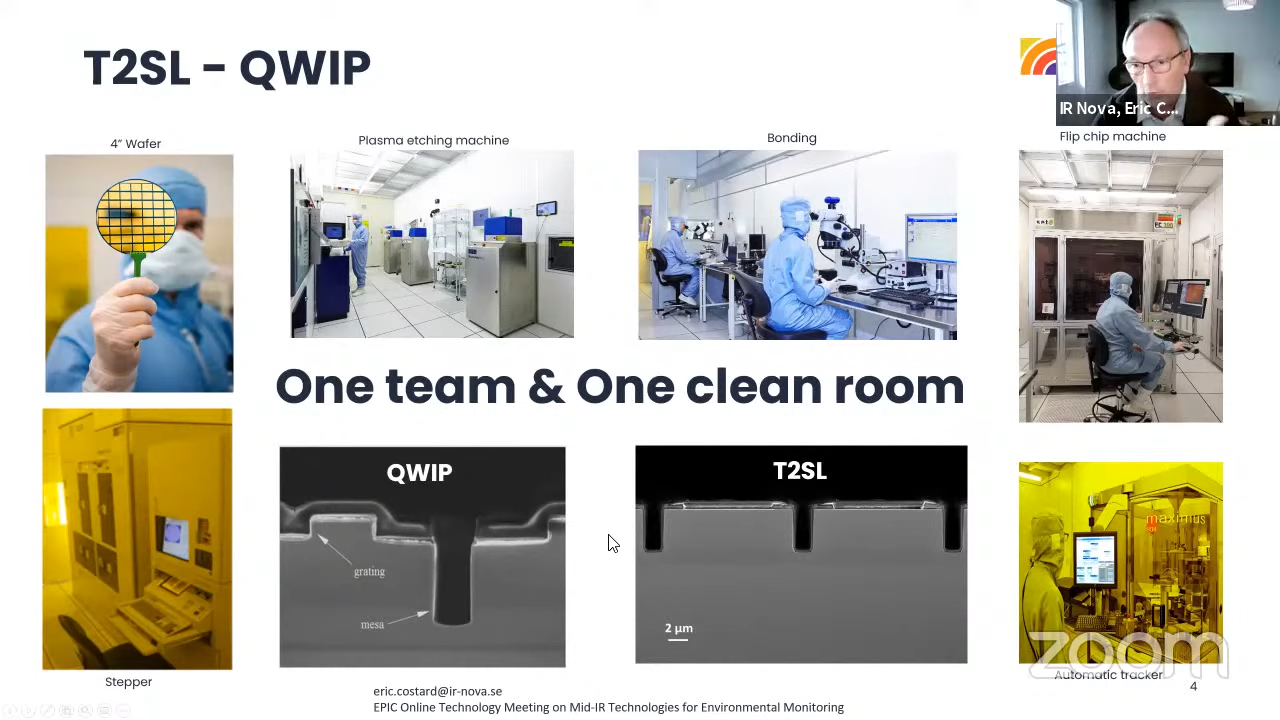 T2SL - QWIP
IR Nova, Eric C...
4" Wafer
Plasma etching machine
Bonding
Flip chip machine
One team & One clean room
QWIP
grating
mesa
T2SL
2 μm
maximus
zoom
Stepper
Automatic tracker
4
eric.costard@ir-nova.se
EPIC Online Technology Meeting on Mid-IR Technologies for Environmental Monitoring